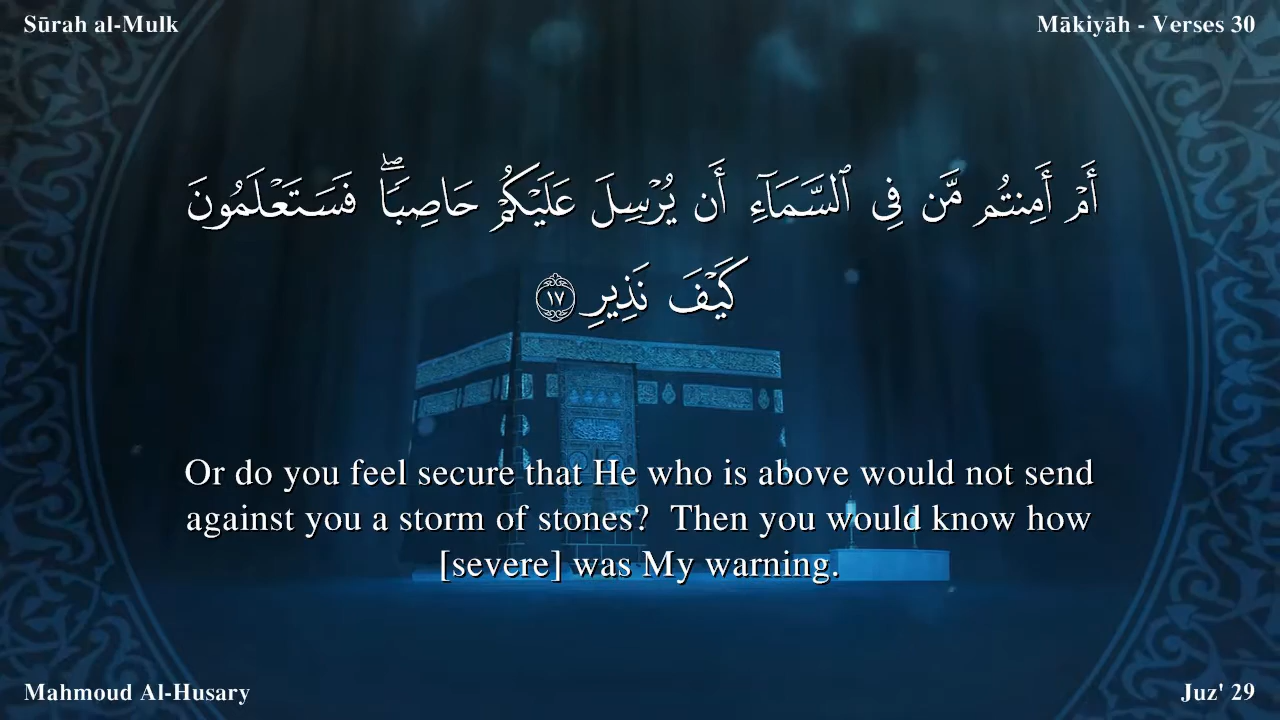 Sūrah al-Mulk
Mākiyāh - Verses 30
أَمْ أَمِنتُم مَّن فِى ٱلسَّمَآءِ أَن يُرْسِلَ عَلَيْكُمْ حَاصِبًا ۖ فَسَتَعْلَمُونَ
كَيْفَ نَذِيرِ ١٧
Or do you feel secure that He who is above would not send
against you a storm of stones? Then you would know how
[severe] was My warning.
Mahmoud Al-Husary
Juz' 29